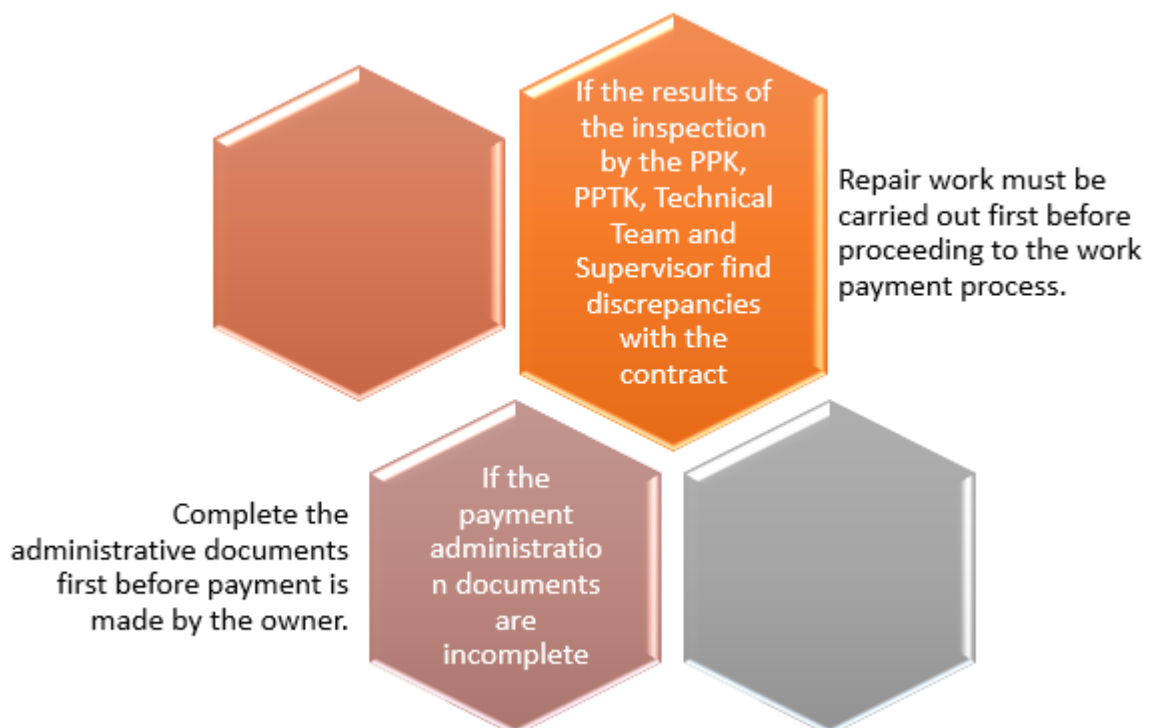 If the results of
the inspection
by the PPK,
PPTK, Technical
Team and
Supervisor find
discrepancies
with the
contract
Repair work must be
carried out first before
proceeding to the work
payment process.
Complete the
administrative documents
first before payment is
made by the owner.
If the
payment
administratio
n documents
are
incomplete